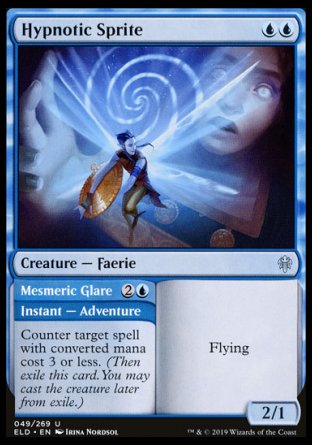 Hypnotic Sprite
Creature — Faerie
Mesmeric Glare 2
Instant — Adventure
Counter target spell
with converted mana
cost 3 or less. (Then
exile this card. You may
cast the creature later
from exile.)
Flying
2/1
049/269 U
ELD • EN Irina Nordsol
™ & © 2019 Wizards of the Coast